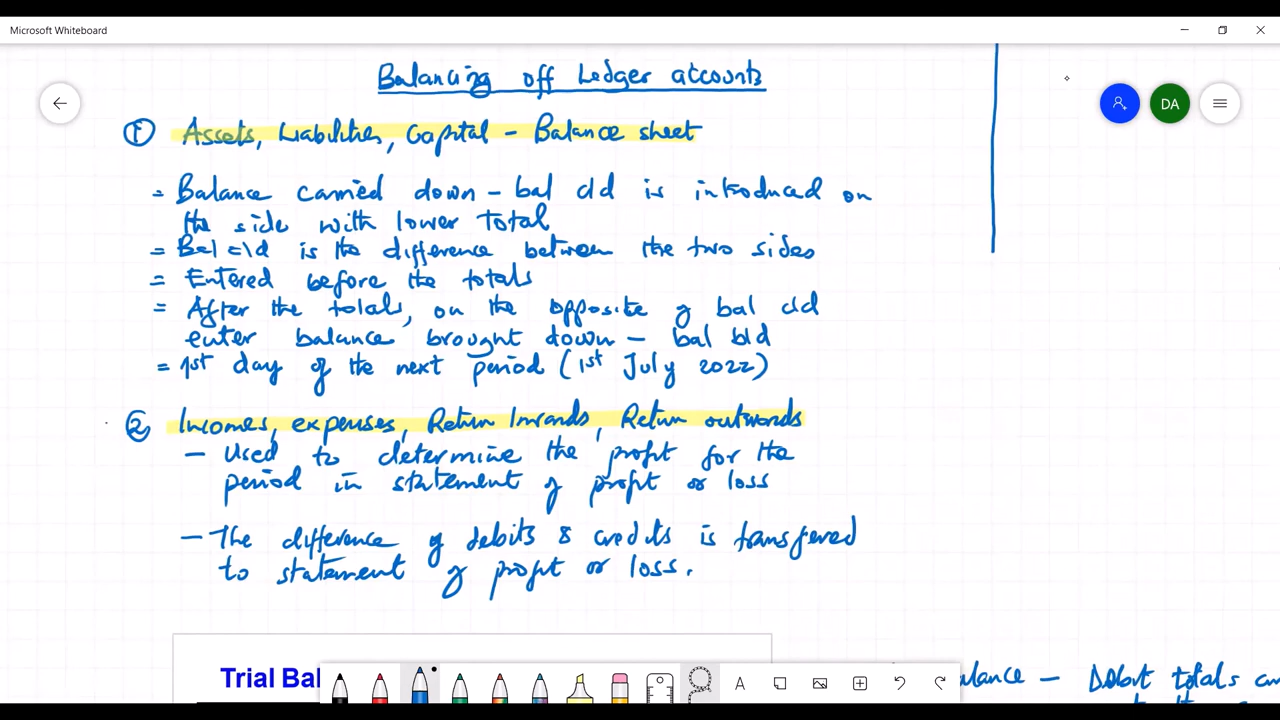 Microsoft Whiteboard
Balancing off Ledger accounts
DA
① Assets, Liabilities, Capital - Balance sheet
= Balance carried down - bal c/d is introduced on
the side with lower total
= Bal c/d is the difference between the two sides
= Entered before the totals
= After the totals, on the opposite of bal c/d
enter balance brought down - bal b/d
= 1st day of the next period (1st July 2022)
② Incomes, expenses, Return Inwards, Return outwards
- Used to determine the profit for the
period in statement of profit or loss
- The difference of debits & credits is transferred
to statement of profit or loss.
Trial Bal
alance - Debit totals